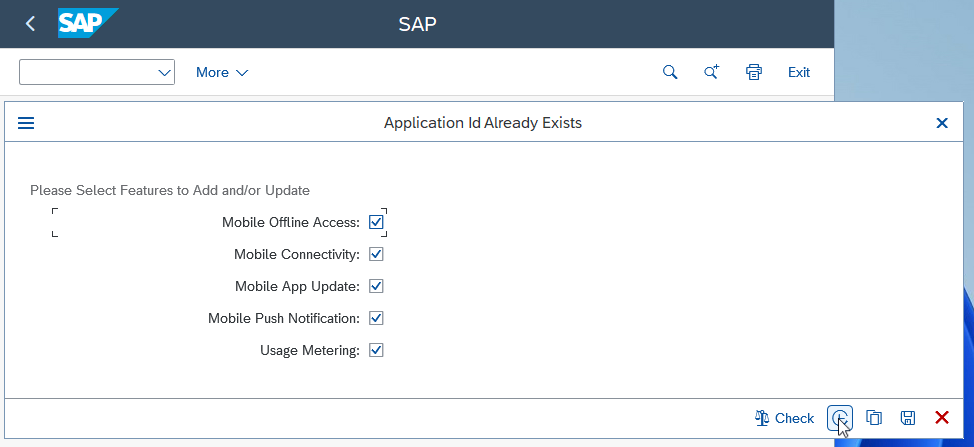 SAP SAP
More Exit
Application Id Already Exists
Please Select Features to Add and/or Update
Mobile Offline Access:
Mobile Connectivity:
Mobile App Update:
Mobile Push Notification:
Usage Metering:
Check